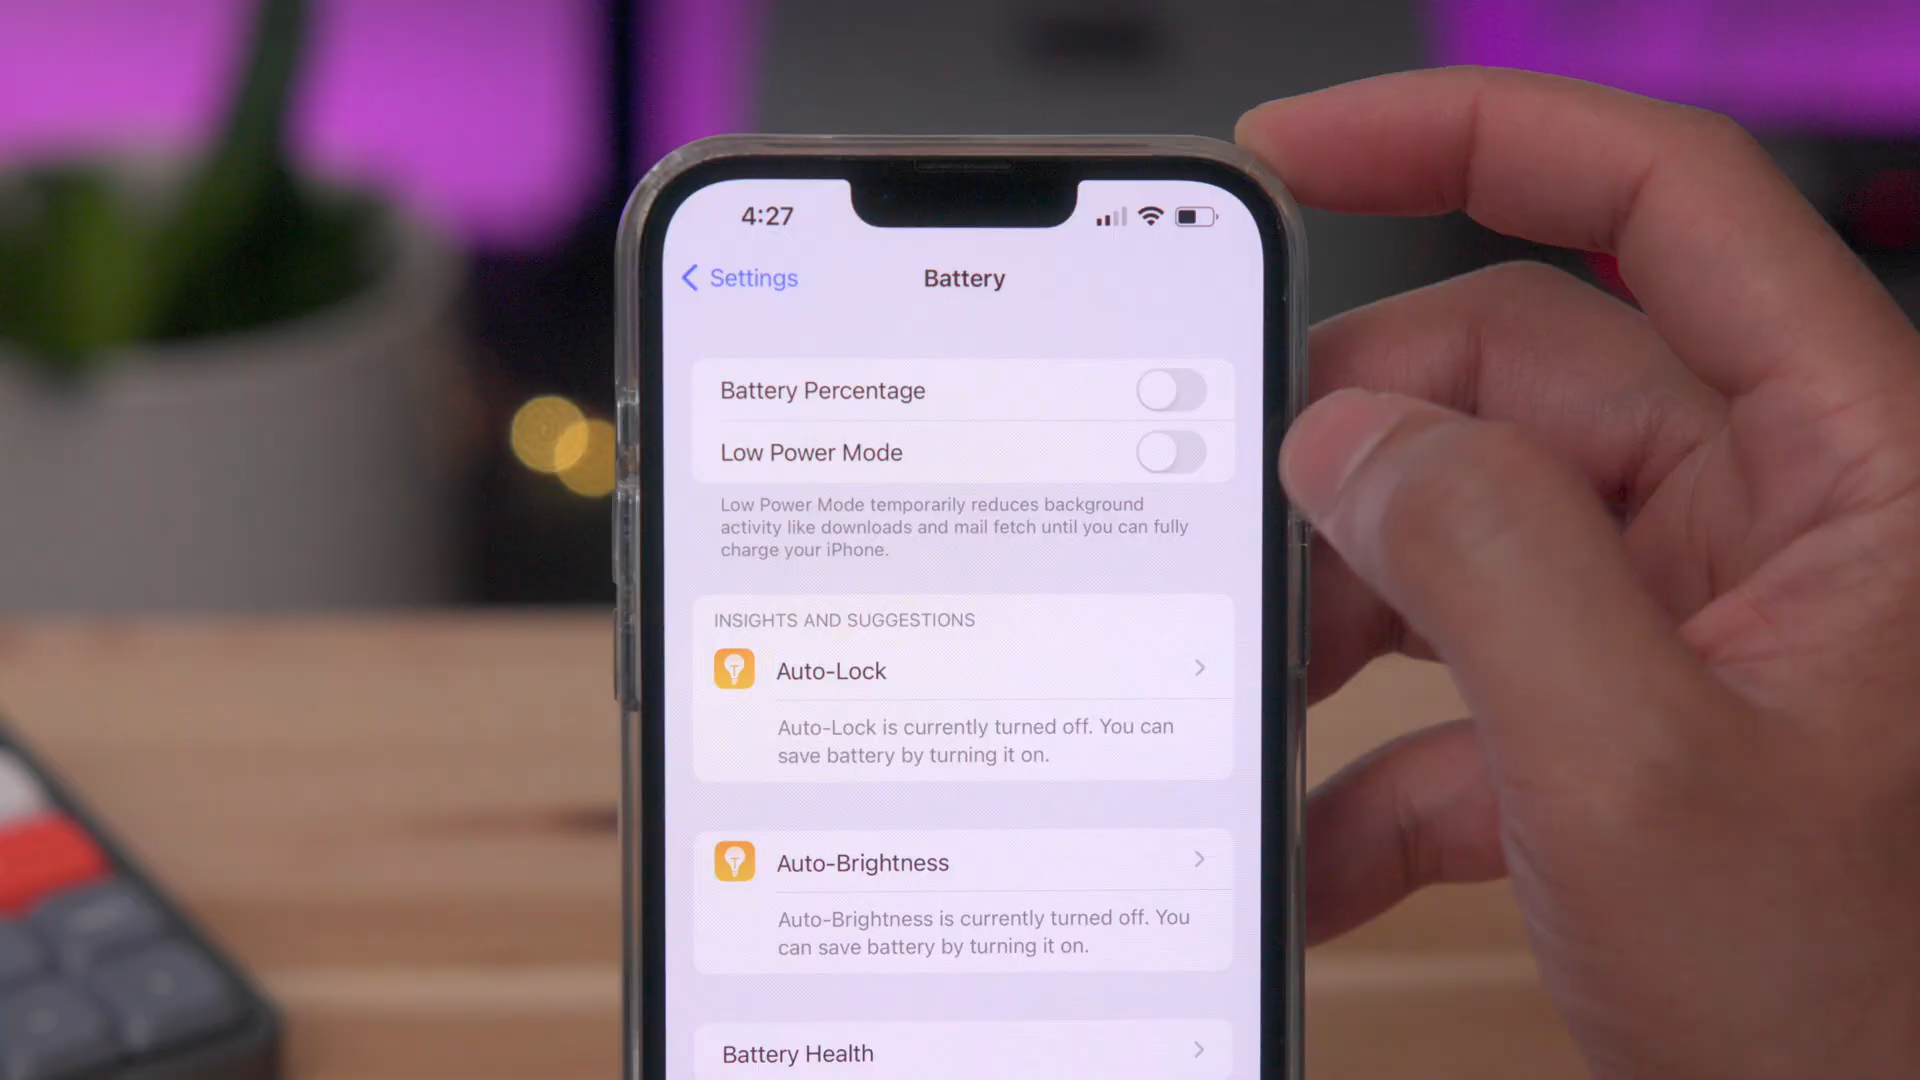 4:27
Settings
Battery
Battery Percentage
Low Power Mode
Low Power Mode temporarily reduces background
activity like downloads and mail fetch until you can fully
charge your iPhone.
INSIGHTS AND SUGGESTIONS
Auto-Lock
Auto-Lock is currently turned off. You can
save battery by turning it on.
Auto-Brightness
Auto-Brightness is currently turned off. You
can save battery by turning it on.
Battery Health